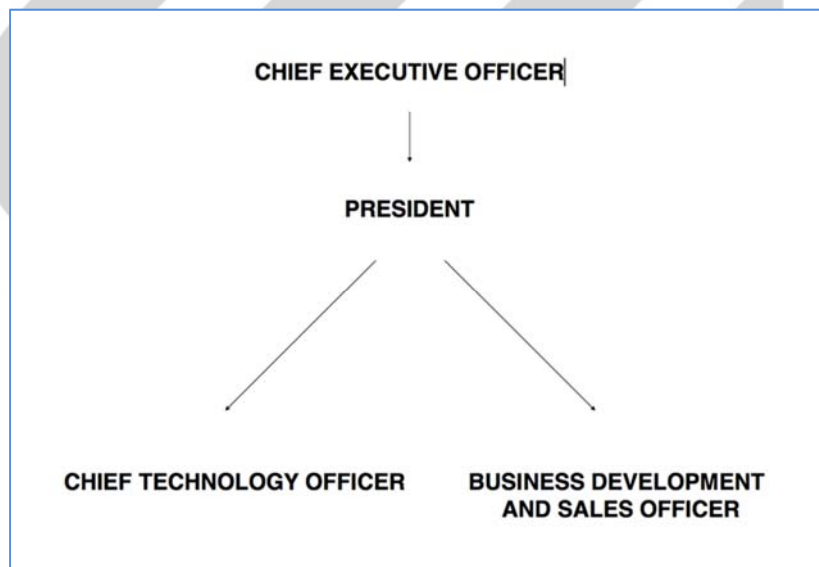 CHIEF EXECUTIVE OFFICER
PRESIDENT
CHIEF TECHNOLOGY OFFICER
BUSINESS DEVELOPMENT
AND SALES OFFICER